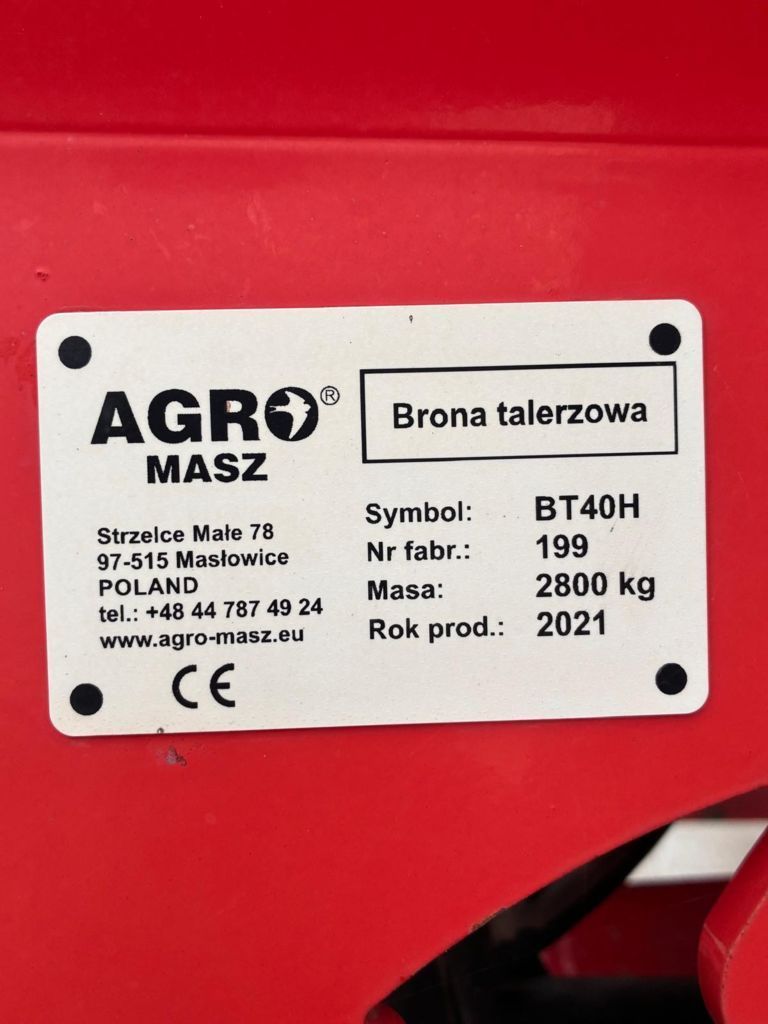 AGRO®
MASZ
Strzelce Małe 78
97-515 Masłowice
POLAND
tel.: +48 44 787 49 24
www.agro-masz.eu
CE
Brona talerzowa
Symbol: BT40H
Nr fabr.: 199
Masa: 2800 kg
Rok prod.: 2021